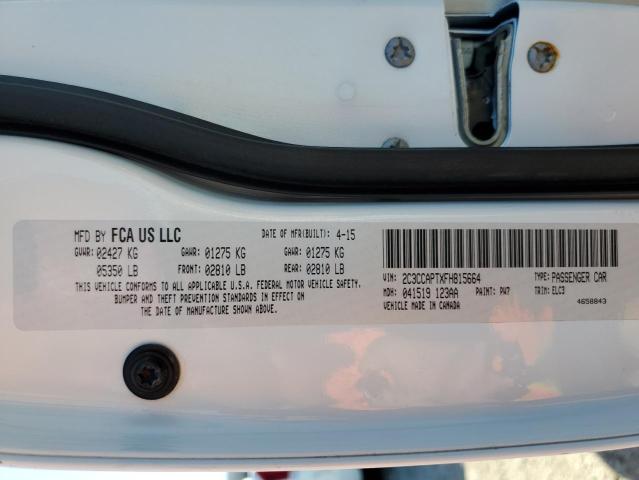 MFD BY FCA US LLC DATE OF MFR(BUILT): 4-15
GVWR: 02427 KG GAWR: 01275 KG GAWR: 01275 KG
05350 LB FRONT: 02810 LB REAR: 02810 LB
THIS VEHICLE CONFORMS TO ALL APPLICABLE U.S.A. FEDERAL MOTOR VEHICLE SAFETY,
BUMPER AND THEFT PREVENTION STANDARDS IN EFFECT ON
THE DATE OF MANUFACTURE SHOWN ABOVE.
VIN: 2C3CCAPTXFH815664 TYPE: PASSENGER CAR
MDH: 041519 123AA PAINT: PW7 TRIM: ELC3
VEHICLE MADE IN CANADA 4658843